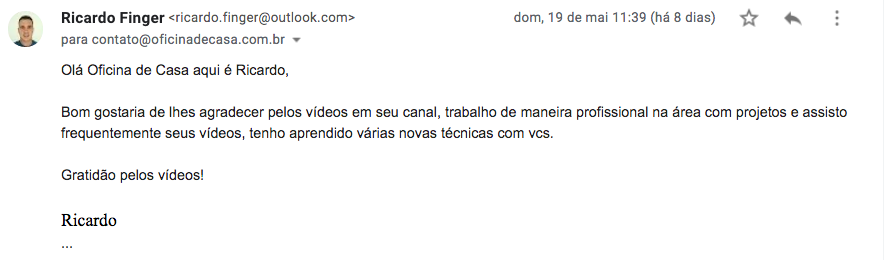 Ricardo Finger <ricardo.finger@outlook.com> dom, 19 de mai 11:39 (há 8 dias)
para contato@oficinadecasa.com.br
Olá Oficina de Casa aqui é Ricardo,
Bom gostaria de lhes agradecer pelos vídeos em seu canal, trabalho de maneira profissional na área com projetos e assisto
frequentemente seus vídeos, tenho aprendido várias novas técnicas com vcs.
Gratidão pelos vídeos!
Ricardo
...